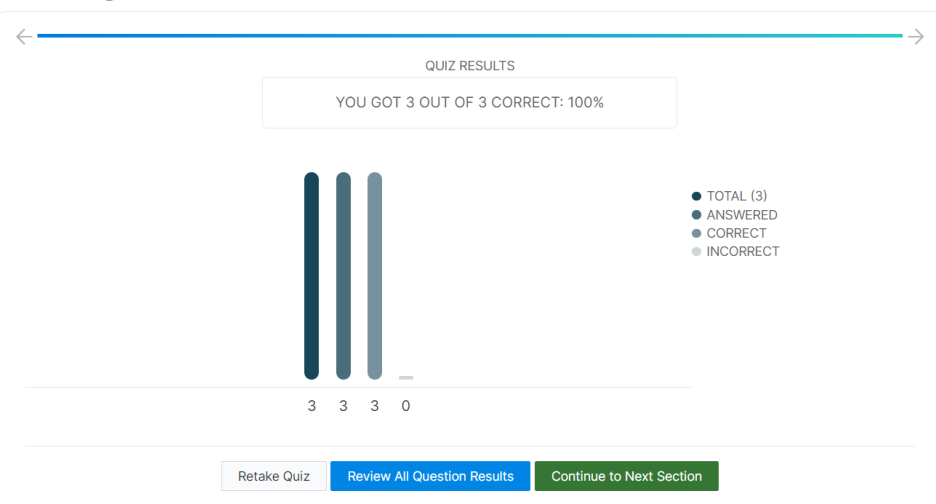 QUIZ RESULTS
YOU GOT 3 OUT OF 3 CORRECT: 100%
TOTAL (3)
ANSWERED
CORRECT
INCORRECT
3 3 3 0
Retake Quiz Review All Question Results Continue to Next Section